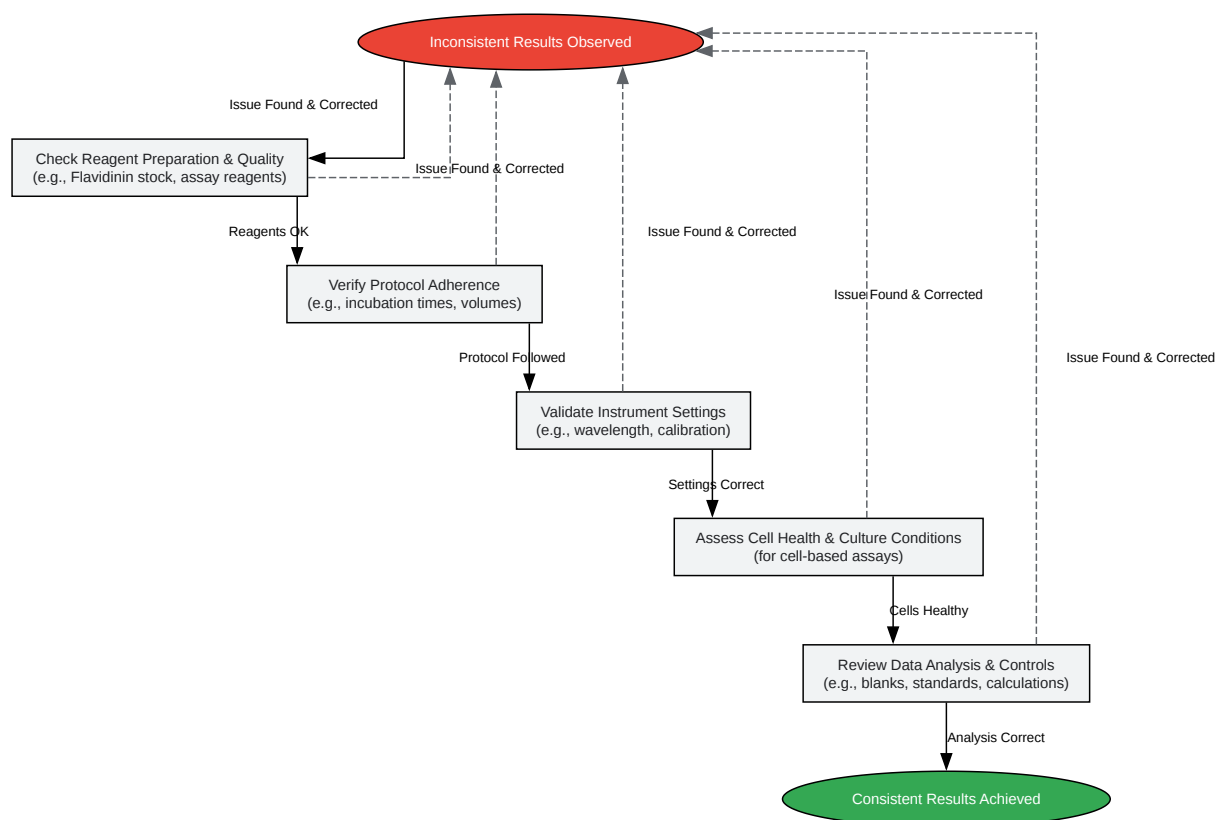 Inconsistent Results Observed
Issue Found & Corrected
Check Reagent Preparation & Quality
(e.g., Flavidinin stock, assay reagents)
Issue Found & Corrected
Reagents OK
Issue Found & Corrected
Verify Protocol Adherence
(e.g., incubation times, volumes)
Issue Found & Corrected
Protocol Followed
Issue Found & Corrected
Validate Instrument Settings
(e.g., wavelength, calibration)
Settings Correct
Assess Cell Health & Culture Conditions
(for cell-based assays)
Cells Healthy
Review Data Analysis & Controls
(e.g., blanks, standards, calculations)
Analysis Correct
Consistent Results Achieved